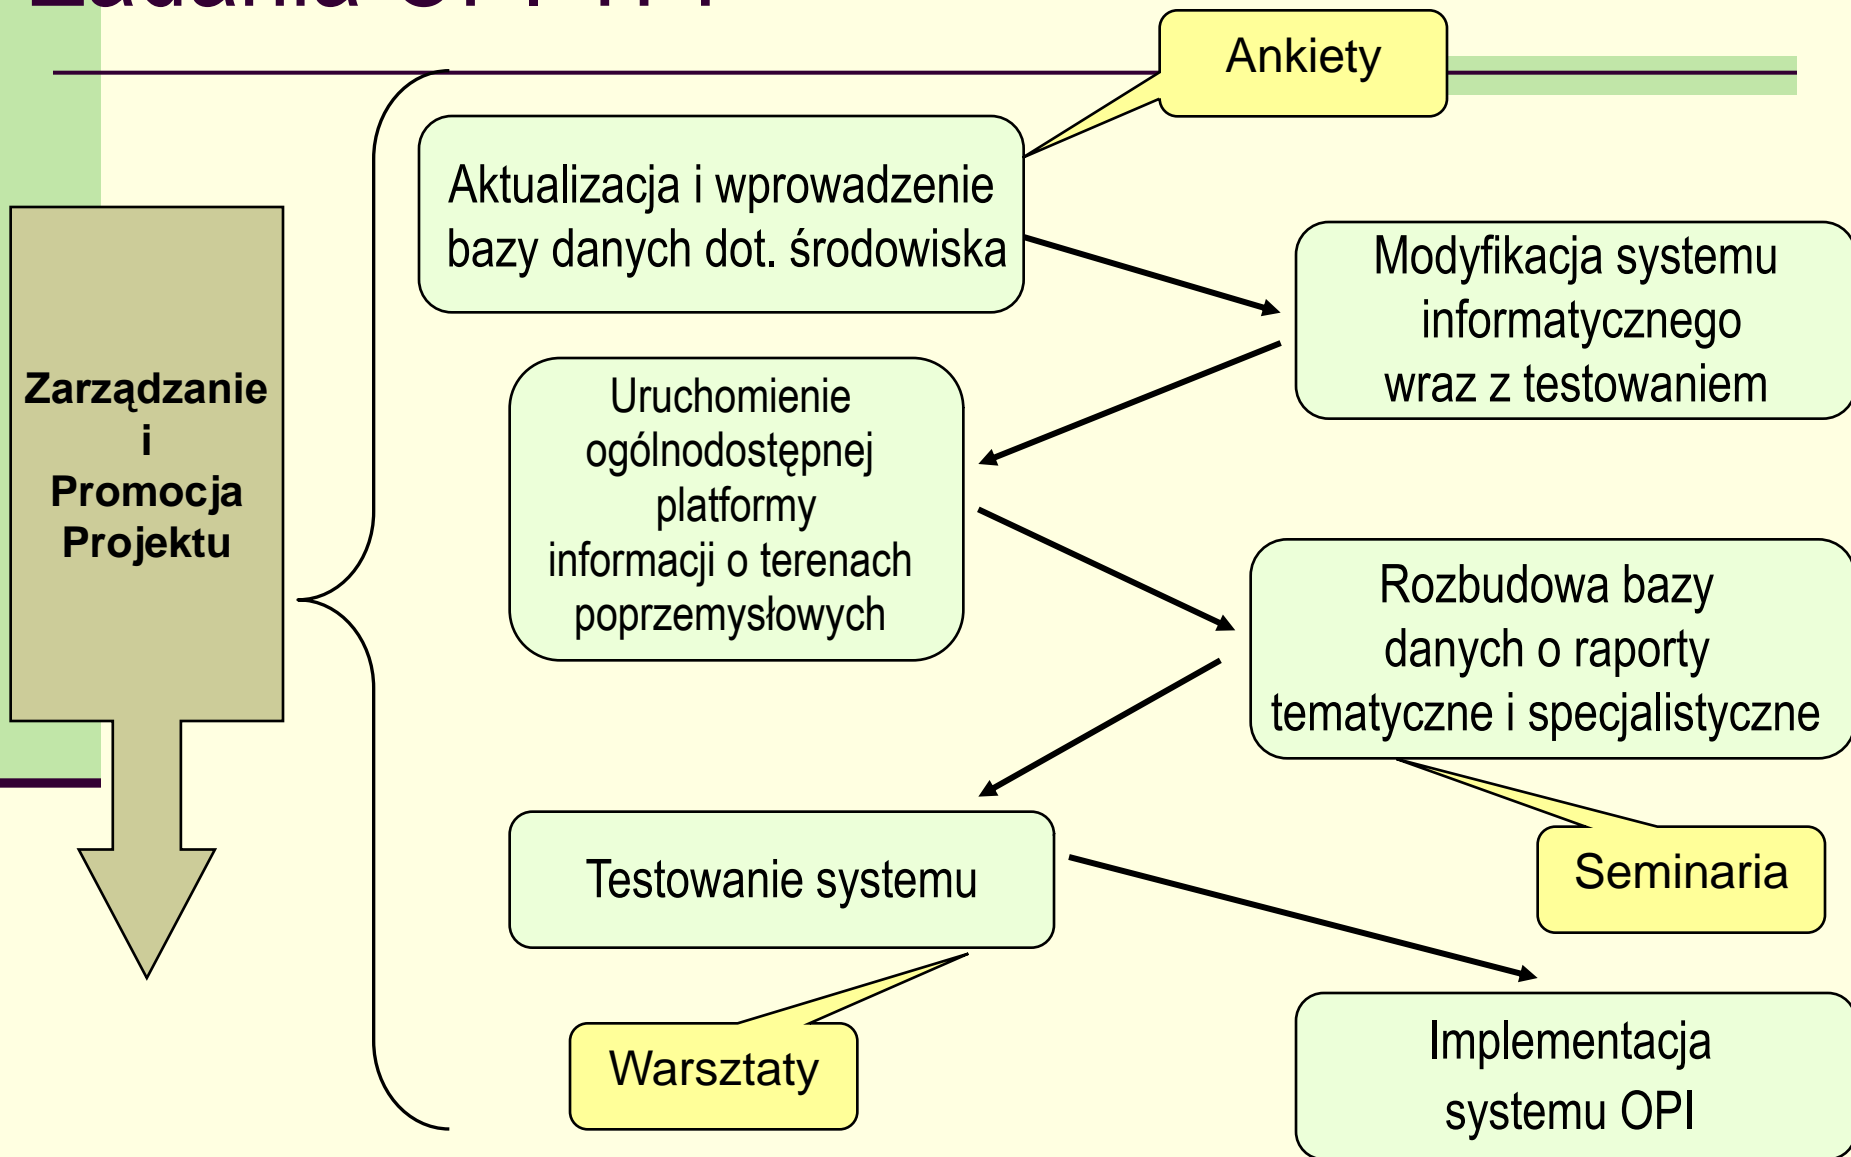 Zadania
Ankiety
Aktualizacja i wprowadzenie
bazy danych dot. środowiska
Modyfikacja systemu
informatycznego
wraz z testowaniem
Zarządzanie
i
Promocja
Projektu
Uruchomienie
ogólnodostępnej
platformy
informacji o terenach
poprzemysłowych
Rozbudowa bazy
danych o raporty
tematyczne i specjalistyczne
Testowanie systemu
Seminaria
Warsztaty
Implementacja
systemu OPI